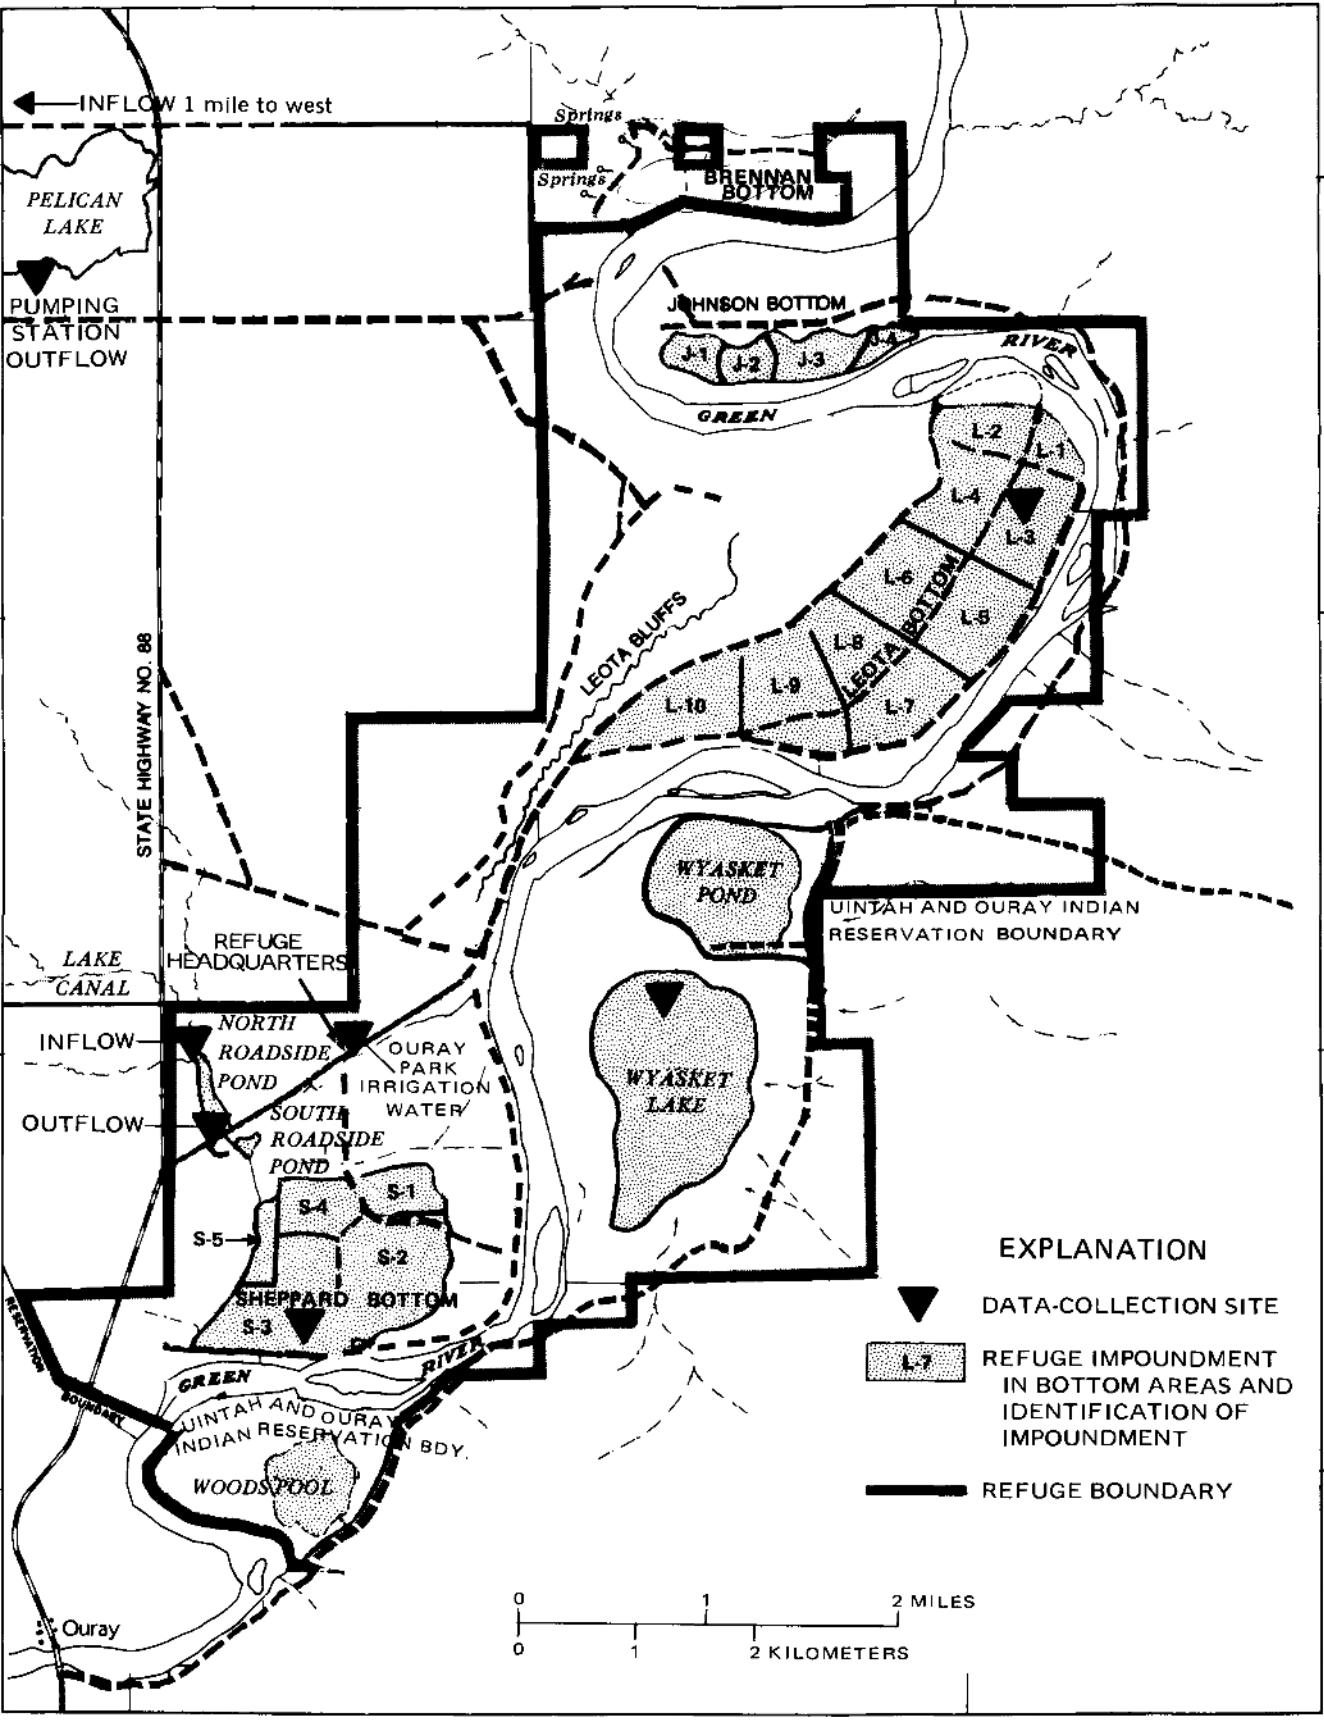 INFLOW 1 mile to west
Springs
Springs
BRENNAN
BOTTOM
PELICAN
LAKE
PUMPING
STATION
OUTFLOW
JOHNSON BOTTOM
J-1
J-2
J-3
J-4
RIVER
GREEN
L-2
L-1
L-4
L-3
L-6
L-5
L-8
LEOTA BOTTOM
L-9
L-7
L-10
LEOTA BLUFFS
STATE HIGHWAY NO. 88
WYASKET
POND
UINTAH AND OURAY INDIAN
RESERVATION BOUNDARY
REFUGE
HEADQUARTERS
LAKE
CANAL
INFLOW
NORTH
ROADSIDE
POND
OURAY
PARK
IRRIGATION
WATER
WYASKET
LAKE
OUTFLOW
SOUTH
ROADSIDE
POND
S-4
S-1
S-5
S-2
SHEPPARD BOTTOM
S-3
RESERVATION
BOUNDARY
GREEN
RIVER
UINTAH AND OURAY
INDIAN RESERVATION BDY.
WOODS POOL
Ouray
EXPLANATION
DATA-COLLECTION SITE
L-7
REFUGE IMPOUNDMENT
IN BOTTOM AREAS AND
IDENTIFICATION OF
IMPOUNDMENT
REFUGE BOUNDARY
0 1 2 MILES
0 1 2 KILOMETERS